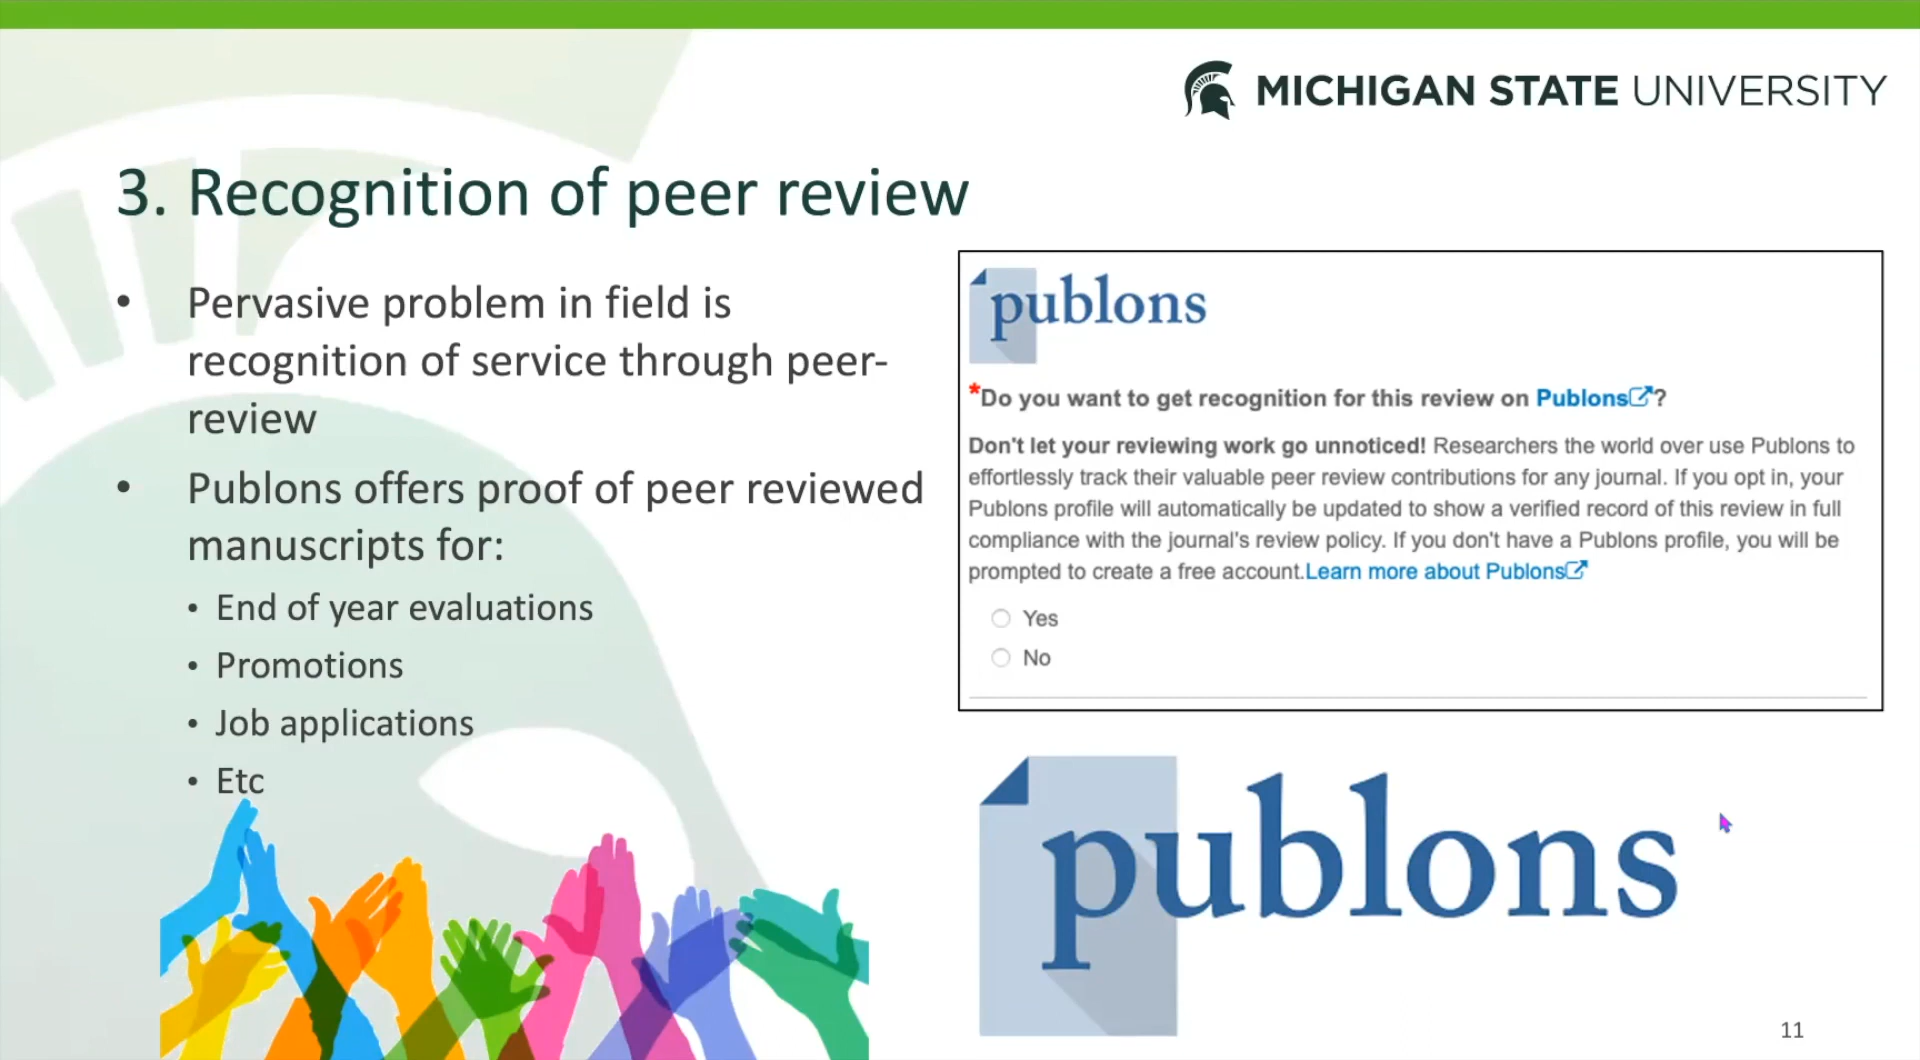 MICHIGAN STATE UNIVERSITY
3. Recognition of peer review
• Pervasive problem in field is
recognition of service through peer-
review
• Publons offers proof of peer reviewed
manuscripts for:
• End of year evaluations
• Promotions
• Job applications
• Etc
publons
*Do you want to get recognition for this review on Publons?
Don't let your reviewing work go unnoticed! Researchers the world over use Publons to
effortlessly track their valuable peer review contributions for any journal. If you opt in, your
Publons profile will automatically be updated to show a verified record of this review in full
compliance with the journal's review policy. If you don't have a Publons profile, you will be
prompted to create a free account.Learn more about Publons
Yes
No
publons
11